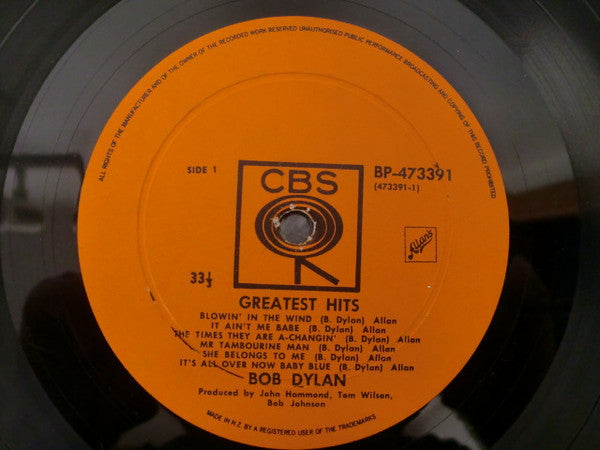 ALL RIGHTS OF THE MANUFACTURER AND OF THE OWNER OF THE RECORDED WORK RESERVED UNAUTHORISED PUBLIC PERFORMANCE BROADCASTING AND COPYING OF THIS RECORD PROHIBITED
SIDE 1
CBS
BP-473391
(473391-1)
Allan's
33⅓
GREATEST HITS
BLOWIN' IN THE WIND (B. Dylan) Allan
IT AIN'T ME BABE (B. Dylan) Allan
THE TIMES THEY ARE A-CHANGIN' (B. Dylan) Allan
MR TAMBOURINE MAN (B. Dylan) Allan
SHE BELONGS TO ME (B. Dylan) Allan
IT'S ALL OVER NOW BABY BLUE (B. Dylan) Allan
BOB DYLAN
Produced by John Hammond, Tom Wilson,
Bob Johnson
MADE IN N.Z. BY A REGISTERED USER OF THE TRADEMARKS